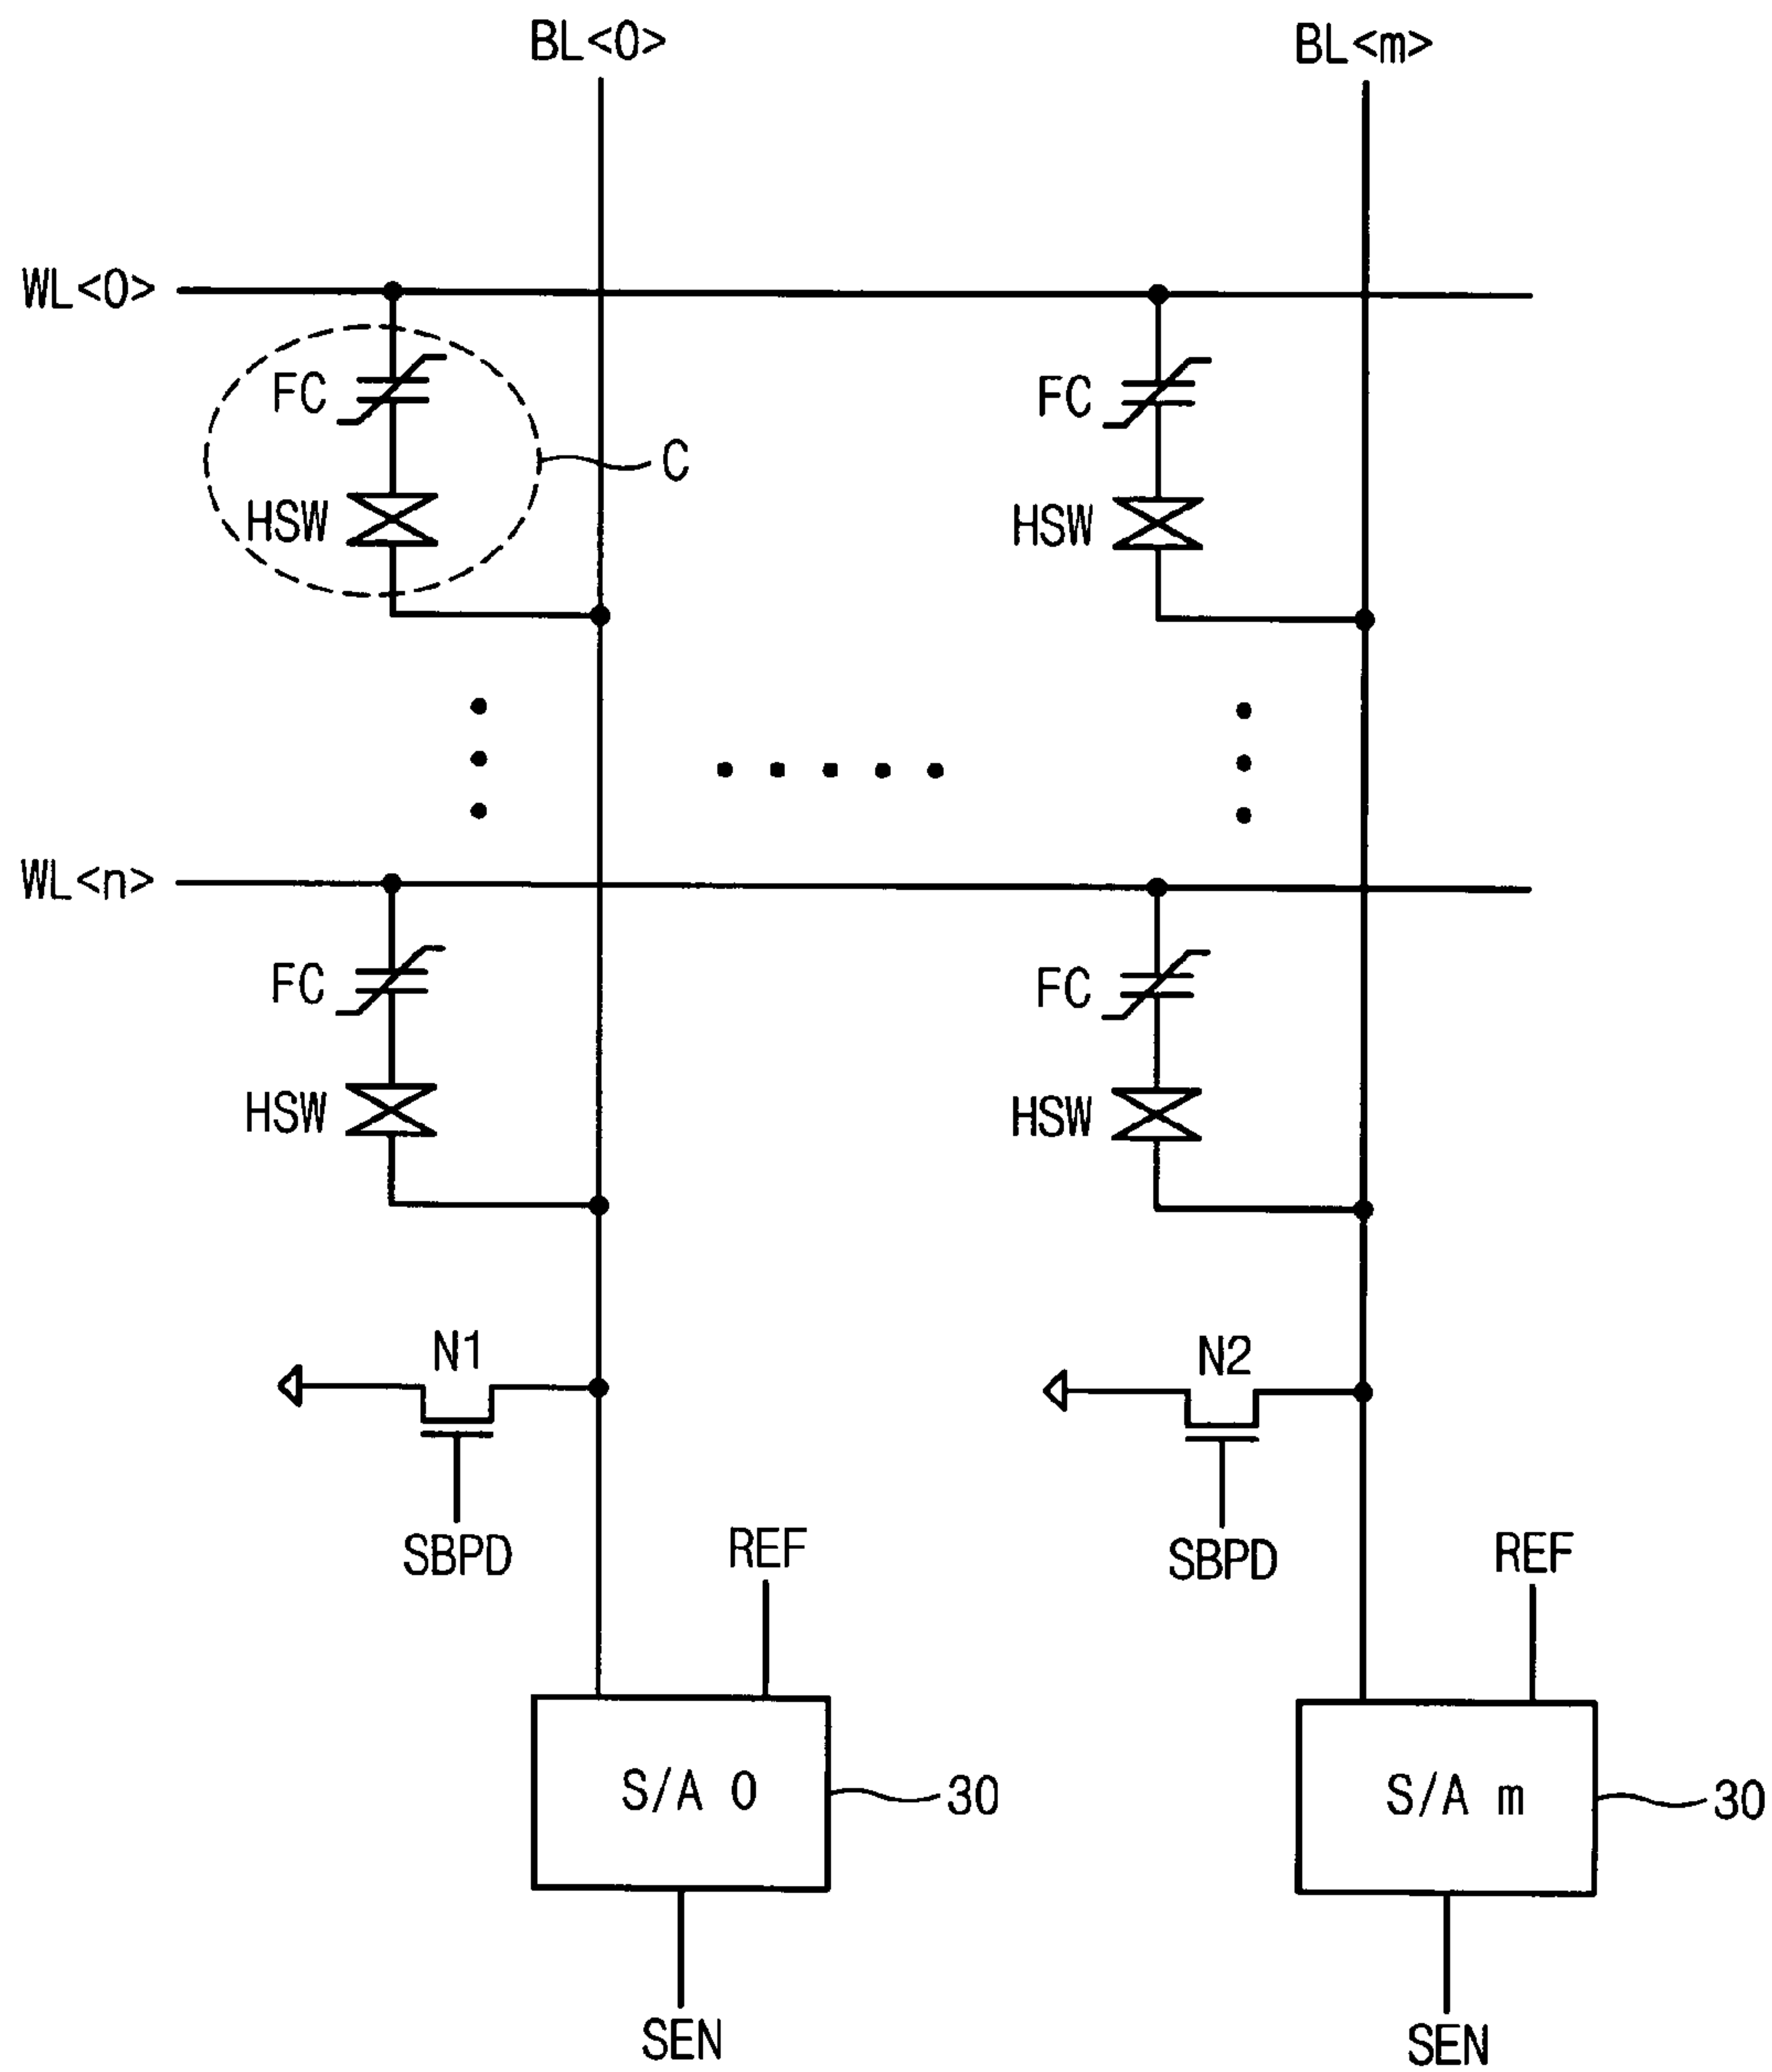 BL<0> BL<m>
WL<0>
FC FC
C
HSW HSW
WL<n>
FC FC
HSW HSW
N1 N2
SBPD REF SBPD REF
S/A 0 30 S/A m 30
SEN SEN